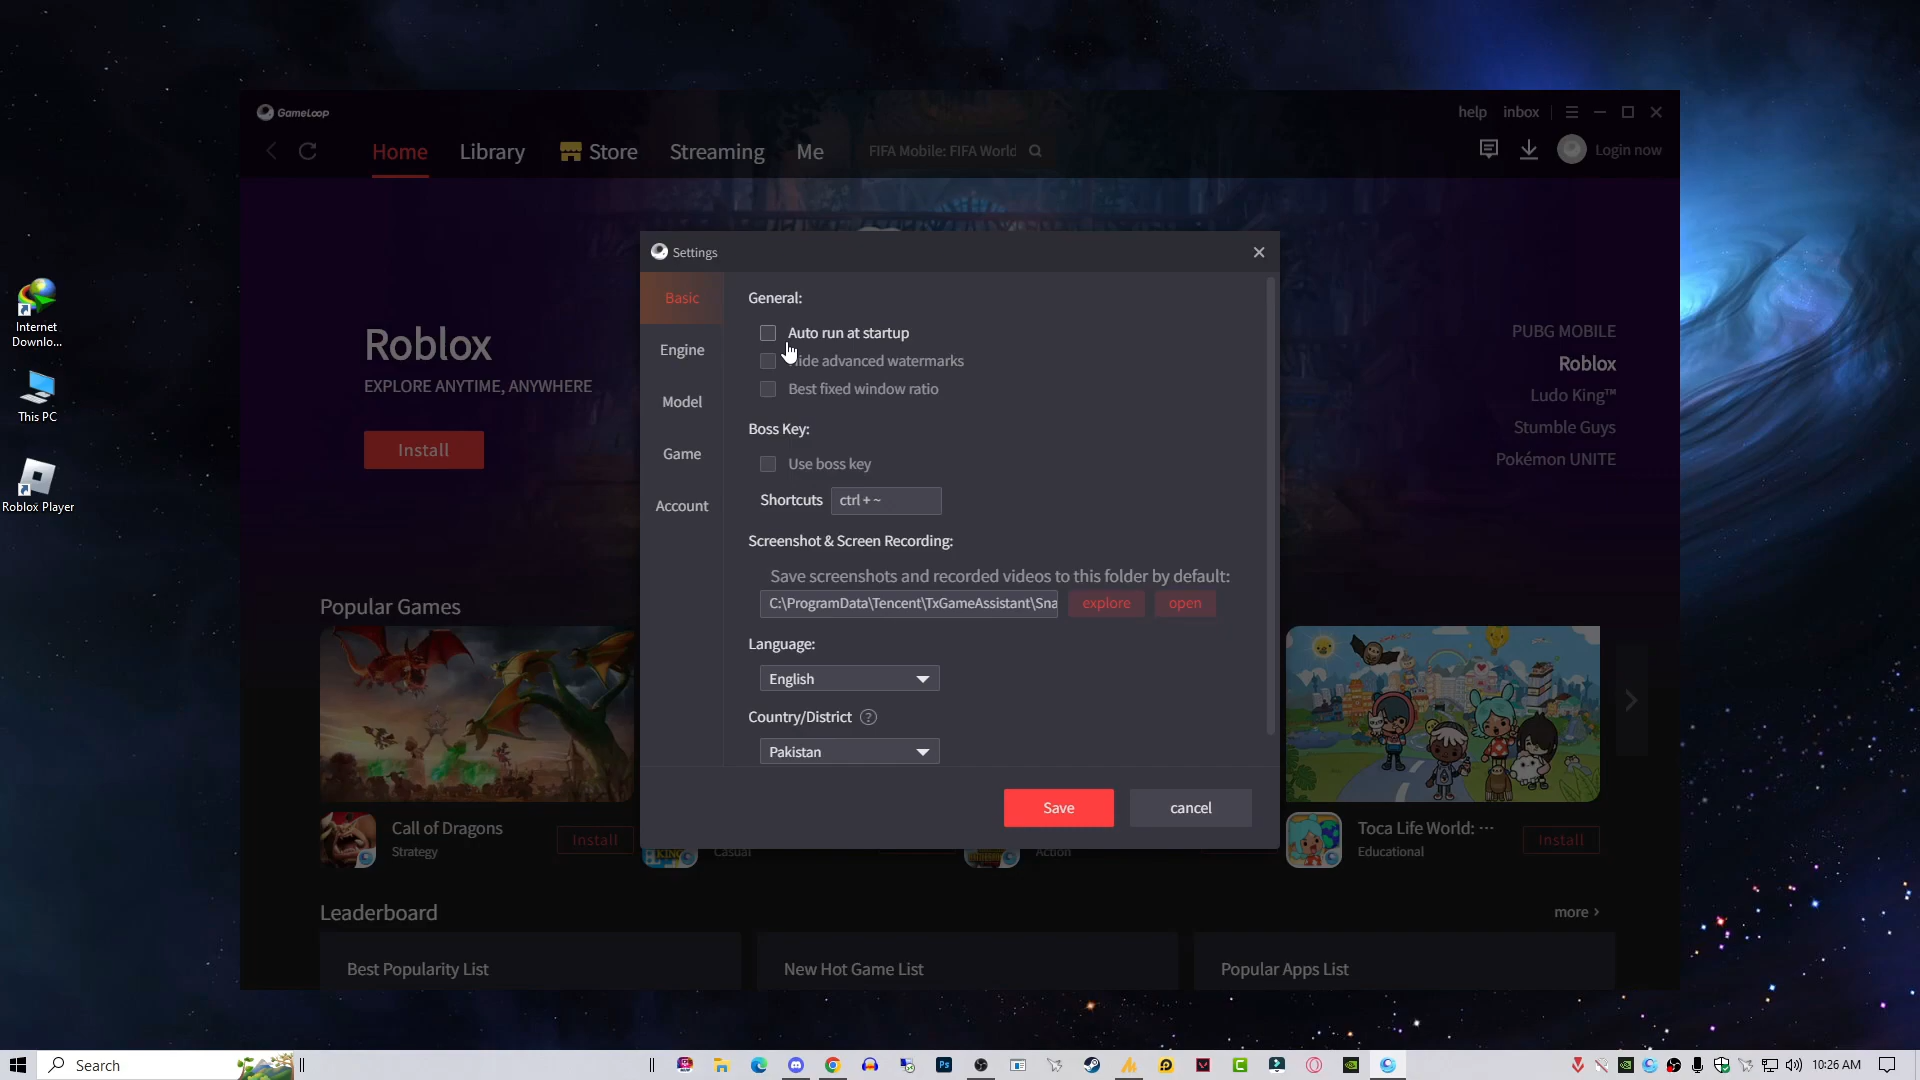 GameLoop
help inbox
Home Library Store Streaming Me FIFA Mobile: FIFA World Login now
Settings
Basic
Engine
Model
Game
Account
General:
Auto run at startup
Hide advanced watermarks
Best fixed window ratio
Boss Key:
Use boss key
Shortcuts ctrl + ~
Screenshot & Screen Recording:
Save screenshots and recorded videos to this folder by default:
C:\ProgramData\Tencent\TxGameAssistant\Sna explore open
Language:
English
Country/District ?
Pakistan
Save cancel
Roblox
EXPLORE ANYTIME, ANYWHERE
Install
PUBG MOBILE
Roblox
Ludo King™
Stumble Guys
Pokémon UNITE
Popular Games
Call of Dragons
Strategy
Install
KING
Casual
Action
Toca Life World: ···
Educational
Install
Leaderboard more >
Best Popularity List New Hot Game List Popular Apps List
Internet
Downlo...
This PC
Roblox Player
Search
Ps
10:26 AM